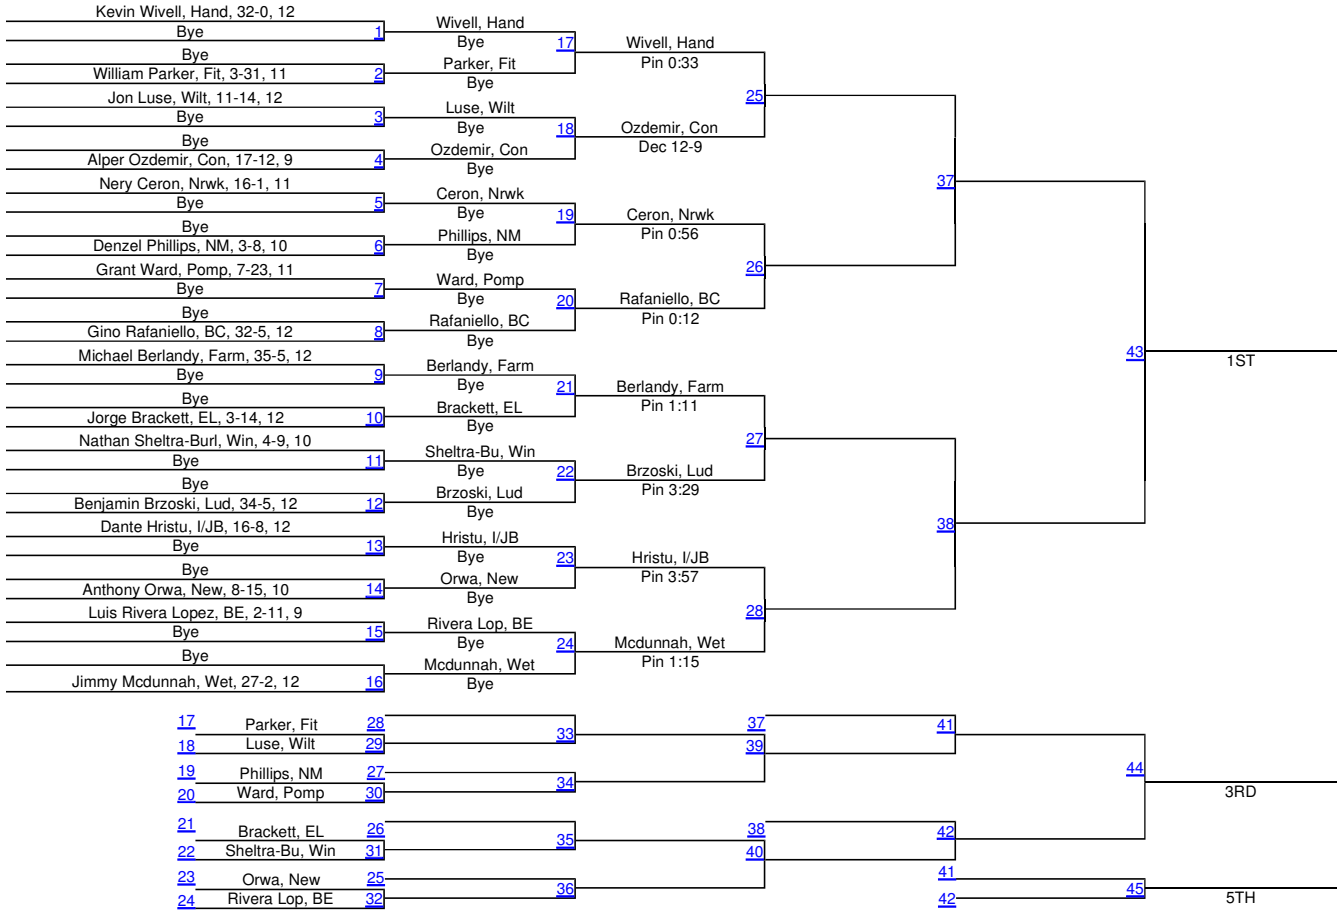 Kevin Wivell, Hand, 32-0, 12
Bye
1
Bye
William Parker, Fit, 3-31, 11
2
Jon Luse, Wilt, 11-14, 12
Bye
3
Bye
Alper Ozdemir, Con, 17-12, 9
4
Nery Ceron, Nrwk, 16-1, 11
Bye
5
Bye
Denzel Phillips, NM, 3-8, 10
6
Grant Ward, Pomp, 7-23, 11
Bye
7
Bye
Gino Rafaniello, BC, 32-5, 12
8
Michael Berlandy, Farm, 35-5, 12
Bye
9
Bye
Jorge Brackett, EL, 3-14, 12
10
Nathan Sheltra-Burl, Win, 4-9, 10
Bye
11
Bye
Benjamin Brzoski, Lud, 34-5, 12
12
Dante Hristu, I/JB, 16-8, 12
Bye
13
Bye
Anthony Orwa, New, 8-15, 10
14
Luis Rivera Lopez, BE, 2-11, 9
Bye
15
Bye
Jimmy Mcdunnah, Wet, 27-2, 12
16
Wivell, Hand
Bye
17
Parker, Fit
Bye
Luse, Wilt
Bye
18
Ozdemir, Con
Bye
Ceron, Nrwk
Bye
19
Phillips, NM
Bye
Ward, Pomp
Bye
20
Rafaniello, BC
Bye
Berlandy, Farm
Bye
21
Brackett, EL
Bye
Sheltra-Bu, Win
Bye
22
Brzoski, Lud
Bye
Hristu, I/JB
Bye
23
Orwa, New
Bye
Rivera Lop, BE
Bye
24
Mcdunnah, Wet
Bye
Wivell, Hand
Pin 0:33
25
Ozdemir, Con
Dec 12-9
Ceron, Nrwk
Pin 0:56
26
Rafaniello, BC
Pin 0:12
Berlandy, Farm
Pin 1:11
27
Brzoski, Lud
Pin 3:29
Hristu, I/JB
Pin 3:57
28
Mcdunnah, Wet
Pin 1:15
37
38
43
1ST
17 Parker, Fit 28
18 Luse, Wilt 29
33
19 Phillips, NM 27
20 Ward, Pomp 30
34
21 Brackett, EL 26
22 Sheltra-Bu, Win 31
35
23 Orwa, New 25
24 Rivera Lop, BE 32
36
37
39
38
40
41
42
44
3RD
41
42
45
5TH